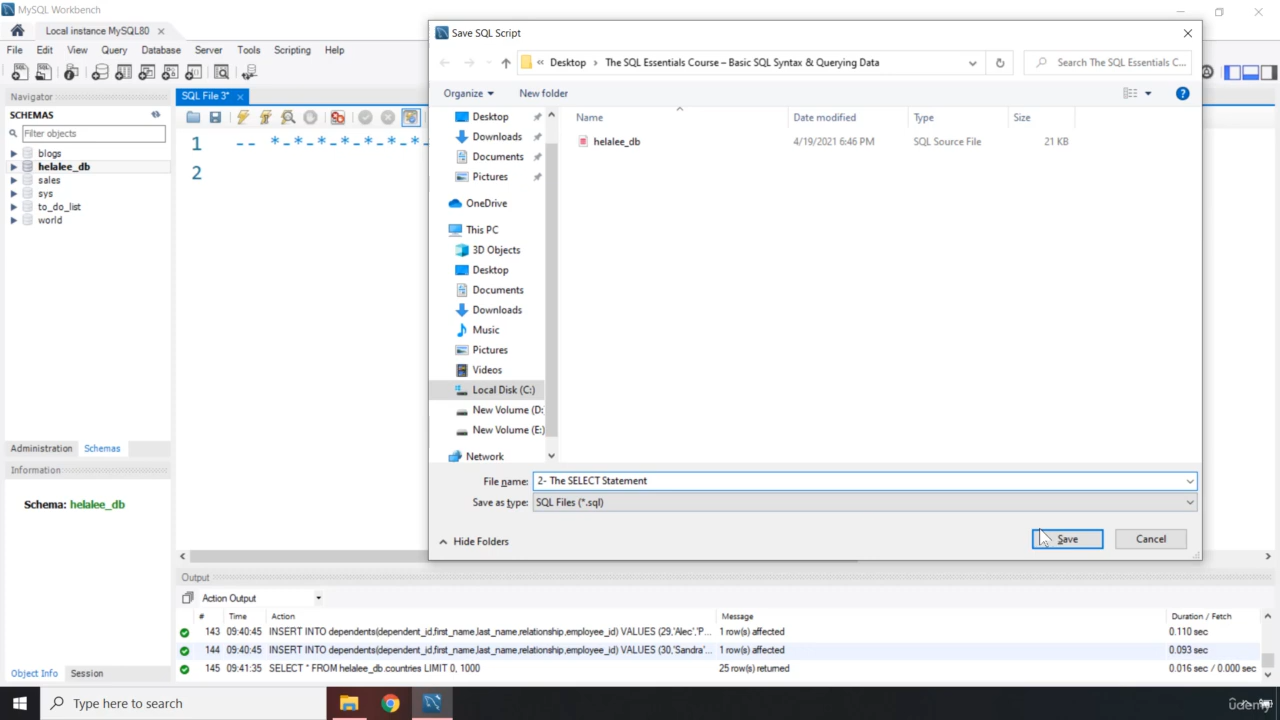 MySQL Workbench
Local instance MySQL80
File Edit View Query Database Server Tools Scripting Help
Navigator
SCHEMAS
Filter objects
blogs
helalee_db
sales
sys
to_do_list
world
Administration Schemas
Information
Schema: helalee_db
Object Info Session
SQL File 3*
1 -- *-*-*-*-*-*-*
2
Save SQL Script
« Desktop › The SQL Essentials Course – Basic SQL Syntax & Querying Data
Search The SQL Essentials C...
Organize New folder
Desktop
Downloads
Documents
Pictures
OneDrive
This PC
3D Objects
Desktop
Documents
Downloads
Music
Pictures
Videos
Local Disk (C:)
New Volume (D:
New Volume (E:)
Network
Name Date modified Type Size
helalee_db 4/19/2021 6:46 PM SQL Source File 21 KB
File name: 2- The SELECT Statement
Save as type: SQL Files (*.sql)
Hide Folders
Save Cancel
Output
Action Output
# Time Action Message Duration / Fetch
143 09:40:45 INSERT INTO dependents(dependent_id,first_name,last_name,relationship,employee_id) VALUES (29,'Alec','P... 1 row(s) affected 0.110 sec
144 09:40:45 INSERT INTO dependents(dependent_id,first_name,last_name,relationship,employee_id) VALUES (30,'Sandra'... 1 row(s) affected 0.093 sec
145 09:41:35 SELECT * FROM helalee_db.countries LIMIT 0, 1000 25 row(s) returned 0.016 sec / 0.000 sec
Type here to search
udemy